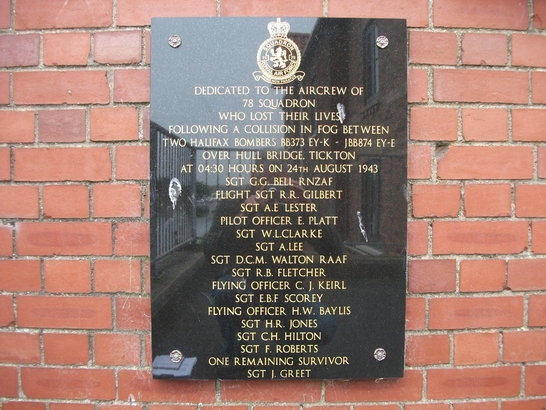 DEDICATED TO THE AIRCREW OF
78 SQUADRON
WHO LOST THEIR LIVES
FOLLOWING A COLLISION IN FOG BETWEEN
TWO HALIFAX BOMBERS BB373 EY-K - JBB874 EY-E
OVER HULL BRIDGE, TICKTON
AT 04:30 HOURS ON 24TH AUGUST 1943
SGT G.G. BELL RNZAF
FLIGHT SGT R.R. GILBERT
SGT A.E LESTER
PILOT OFFICER E. PLATT
SGT W.L.CLARKE
SGT A.LEE
SGT D.C.M. WALTON RAAF
SGT R.B. FLETCHER
FLYING OFFICER C. J. KEIRL
SGT E.B.F SCOREY
FLYING OFFICER H.W. BAYLIS
SGT H.R. JONES
SGT C.H. HILTON
SGT F. ROBERTS
ONE REMAINING SURVIVOR
SGT J. GREET